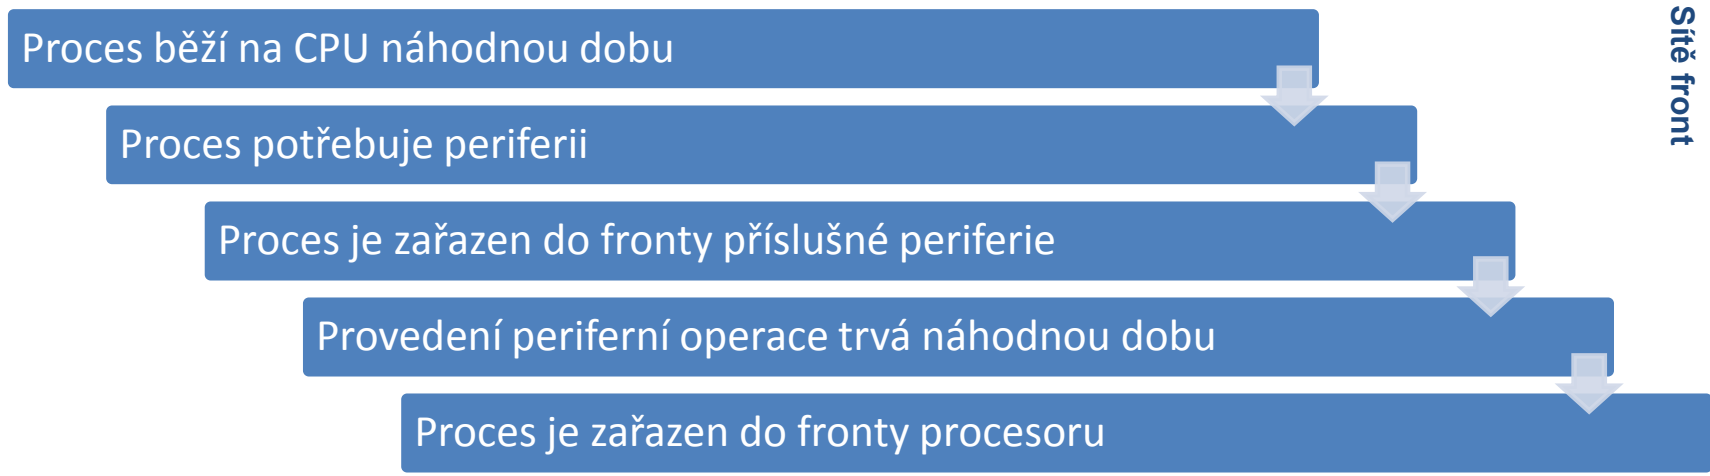 Proces běží na CPU náhodnou dobu
Proces potřebuje periferii
Proces je zařazen do fronty příslušné periferie
Provedení periferní operace trvá náhodnou dobu
Proces je zařazen do fronty procesoru
Sítě front